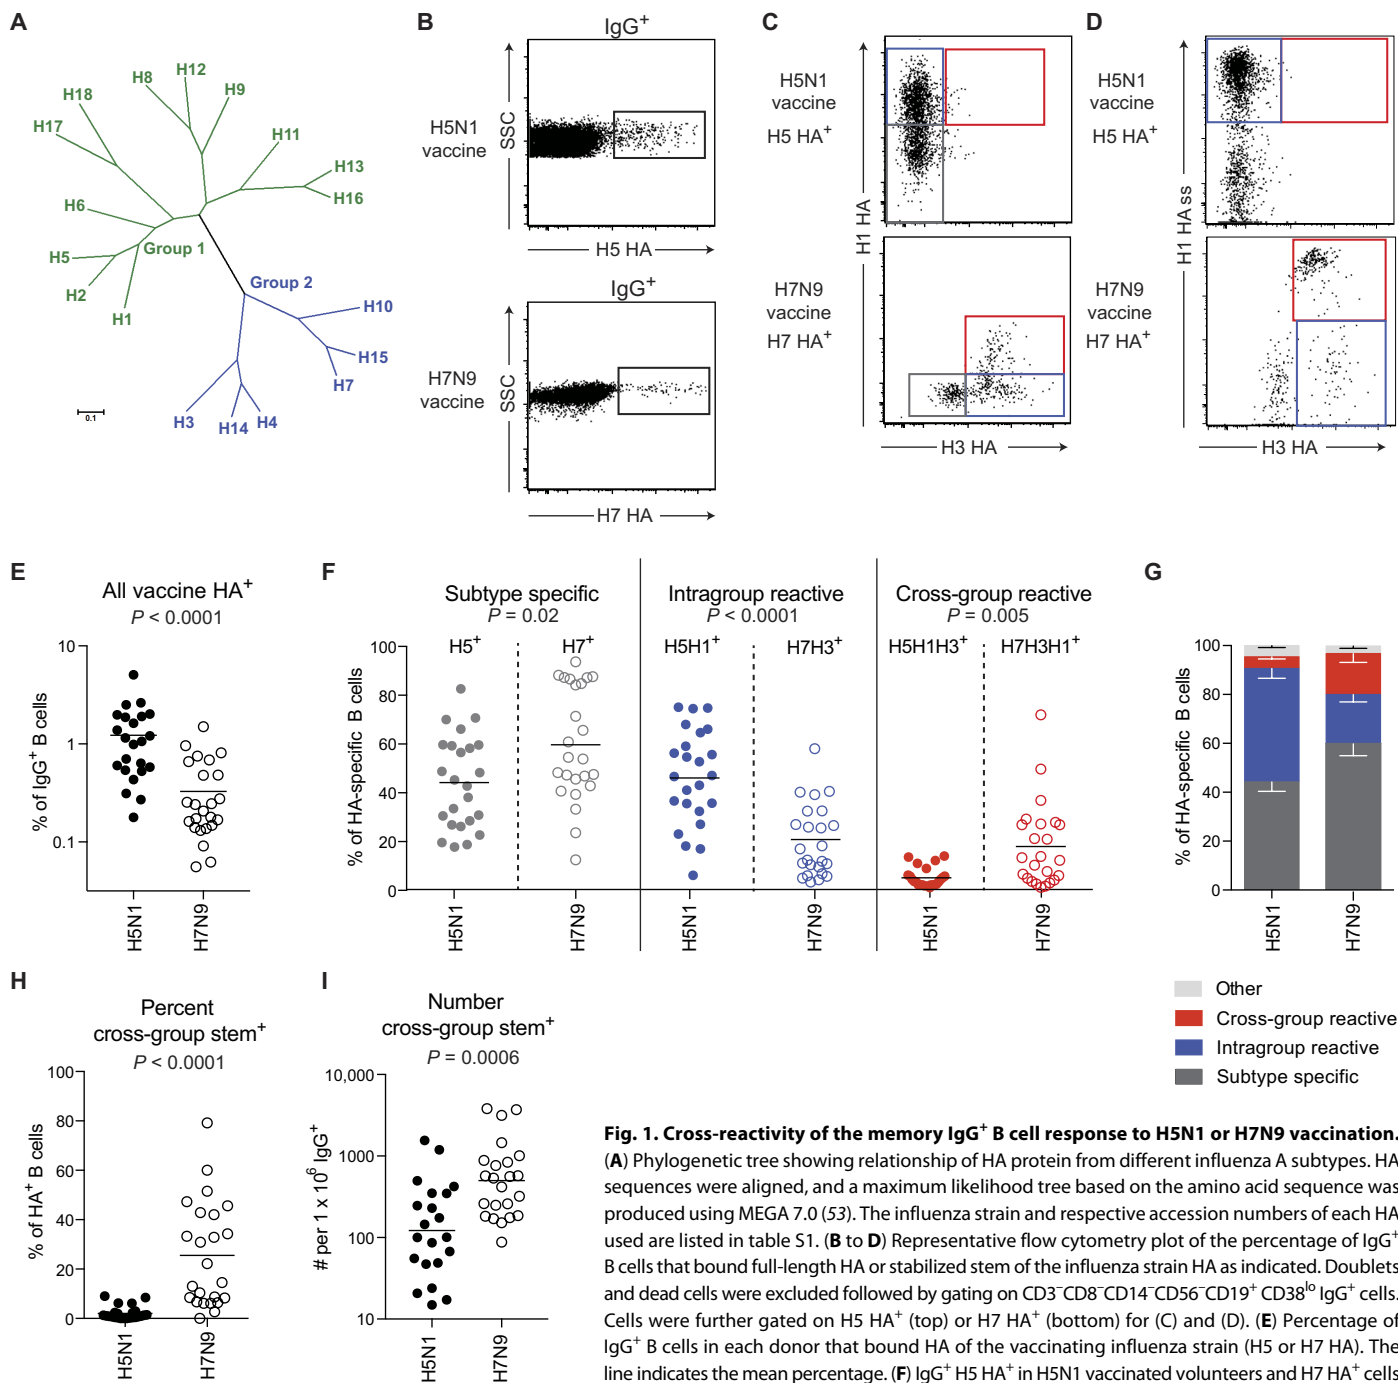 A
H12
H8
H9
H18
H17
H11
H13
H16
H6
Group 1
H5
H2
H1
Group 2
H10
H15
H7
H3
H14
H4
0.1
B
IgG+
H5N1
vaccine
SSC
H5 HA
IgG+
H7N9
vaccine
SSC
H7 HA
C
H5N1
vaccine
H5 HA+
H1 HA
H7N9
vaccine
H7 HA+
H3 HA
D
H5N1
vaccine
H5 HA+
H1 HA ss
H7N9
vaccine
H7 HA+
H3 HA
E
All vaccine HA+
P < 0.0001
% of IgG+ B cells
10
1
0.1
H5N1
H7N9
F
Subtype specific
P = 0.02
Intragroup reactive
P < 0.0001
Cross-group reactive
P = 0.005
H5+
H7+
H5H1+
H7H3+
H5H1H3+
H7H3H1+
% of HA-specific B cells
100
80
60
40
20
0
H5N1
H7N9
H5N1
H7N9
H5N1
H7N9
G
% of HA-specific B cells
100
80
60
40
20
0
H5N1
H7N9
Other
Cross-group reactive
Intragroup reactive
Subtype specific
H
Percent
cross-group stem+
P < 0.0001
% of HA+ B cells
100
80
60
40
20
0
H5N1
H7N9
I
Number
cross-group stem+
P = 0.0006
# per 1 x 10⁶ IgG+
10,000
1000
100
10
H5N1
H7N9
Fig. 1. Cross-reactivity of the memory IgG+ B cell response to H5N1 or H7N9 vaccination.
(A) Phylogenetic tree showing relationship of HA protein from different influenza A subtypes. HA
sequences were aligned, and a maximum likelihood tree based on the amino acid sequence was
produced using MEGA 7.0 (53). The influenza strain and respective accession numbers of each HA
used are listed in table S1. (B to D) Representative flow cytometry plot of the percentage of IgG+
B cells that bound full-length HA or stabilized stem of the influenza strain HA as indicated. Doublets
and dead cells were excluded followed by gating on CD3−CD8−CD14−CD56−CD19+ CD38lo IgG+ cells.
Cells were further gated on H5 HA+ (top) or H7 HA+ (bottom) for (C) and (D). (E) Percentage of
IgG+ B cells in each donor that bound HA of the vaccinating influenza strain (H5 or H7 HA). The
line indicates the mean percentage. (F) IgG+ H5 HA+ in H5N1 vaccinated volunteers and H7 HA+ cells